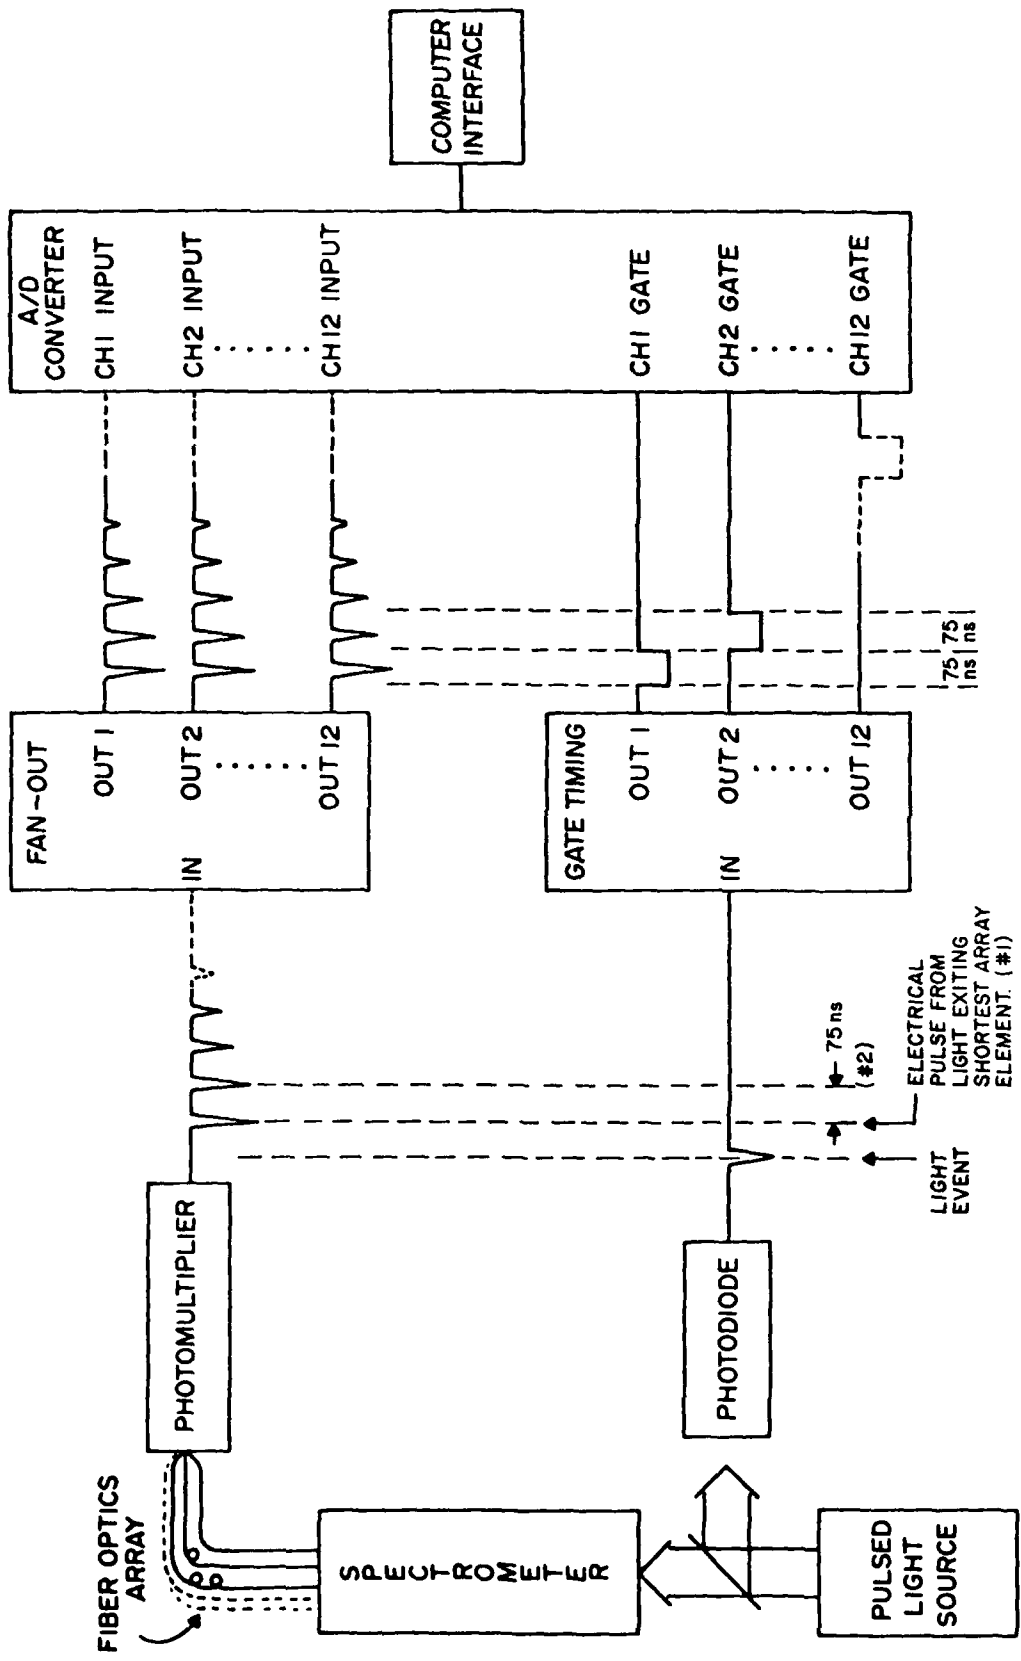 FIBER OPTICS
ARRAY
PHOTOMULTIPLIER
SPECTROMETER
PULSED
LIGHT
SOURCE
PHOTODIODE
LIGHT
EVENT
ELECTRICAL
PULSE FROM
LIGHT EXITING
SHORTEST ARRAY
ELEMENT. (#1)
75 ns
(#2)
FAN-OUT
IN
OUT 1
OUT 2
......
OUT 12
GATE TIMING
IN
OUT 1
OUT 2
.....
OUT 12
75 75
ns ns
A/D
CONVERTER
CH1 INPUT
CH2 INPUT
......
CH12 INPUT
CH1 GATE
CH2 GATE
.....
CH12 GATE
COMPUTER
INTERFACE